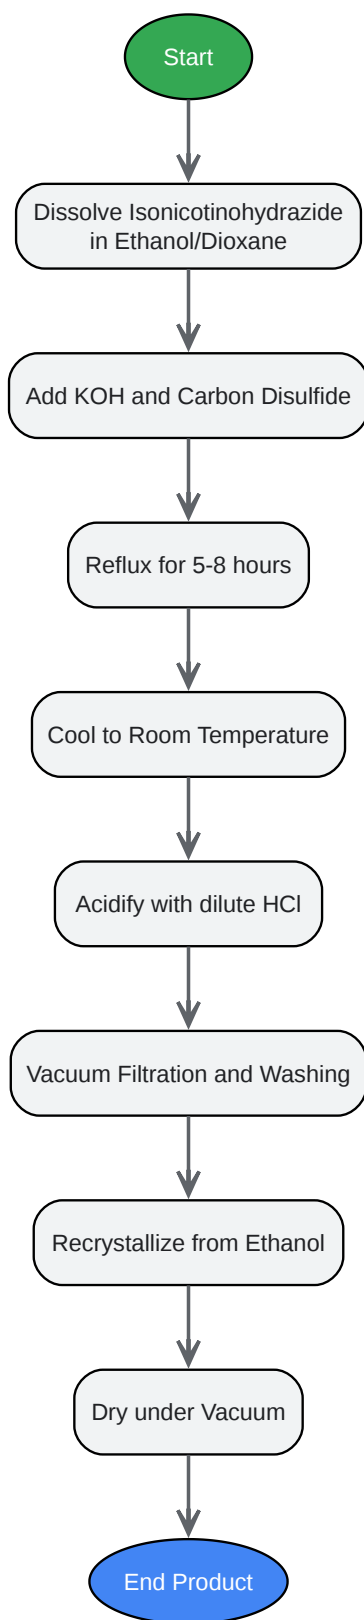 Start
Dissolve Isonicotinohydrazide
in Ethanol/Dioxane
Add KOH and Carbon Disulfide
Reflux for 5-8 hours
Cool to Room Temperature
Acidify with dilute HCl
Vacuum Filtration and Washing
Recrystallize from Ethanol
Dry under Vacuum
End Product